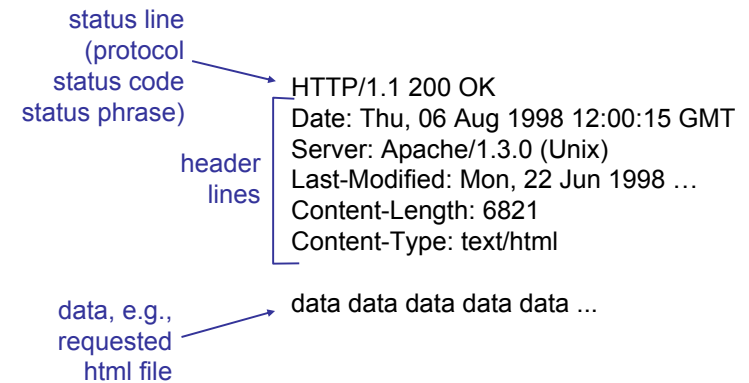 status line
(protocol
status code
status phrase)
HTTP/1.1 200 OK
Date: Thu, 06 Aug 1998 12:00:15 GMT
Server: Apache/1.3.0 (Unix)
Last-Modified: Mon, 22 Jun 1998 …
Content-Length: 6821
Content-Type: text/html
header
lines
data data data data data ...
data, e.g.,
requested
html file